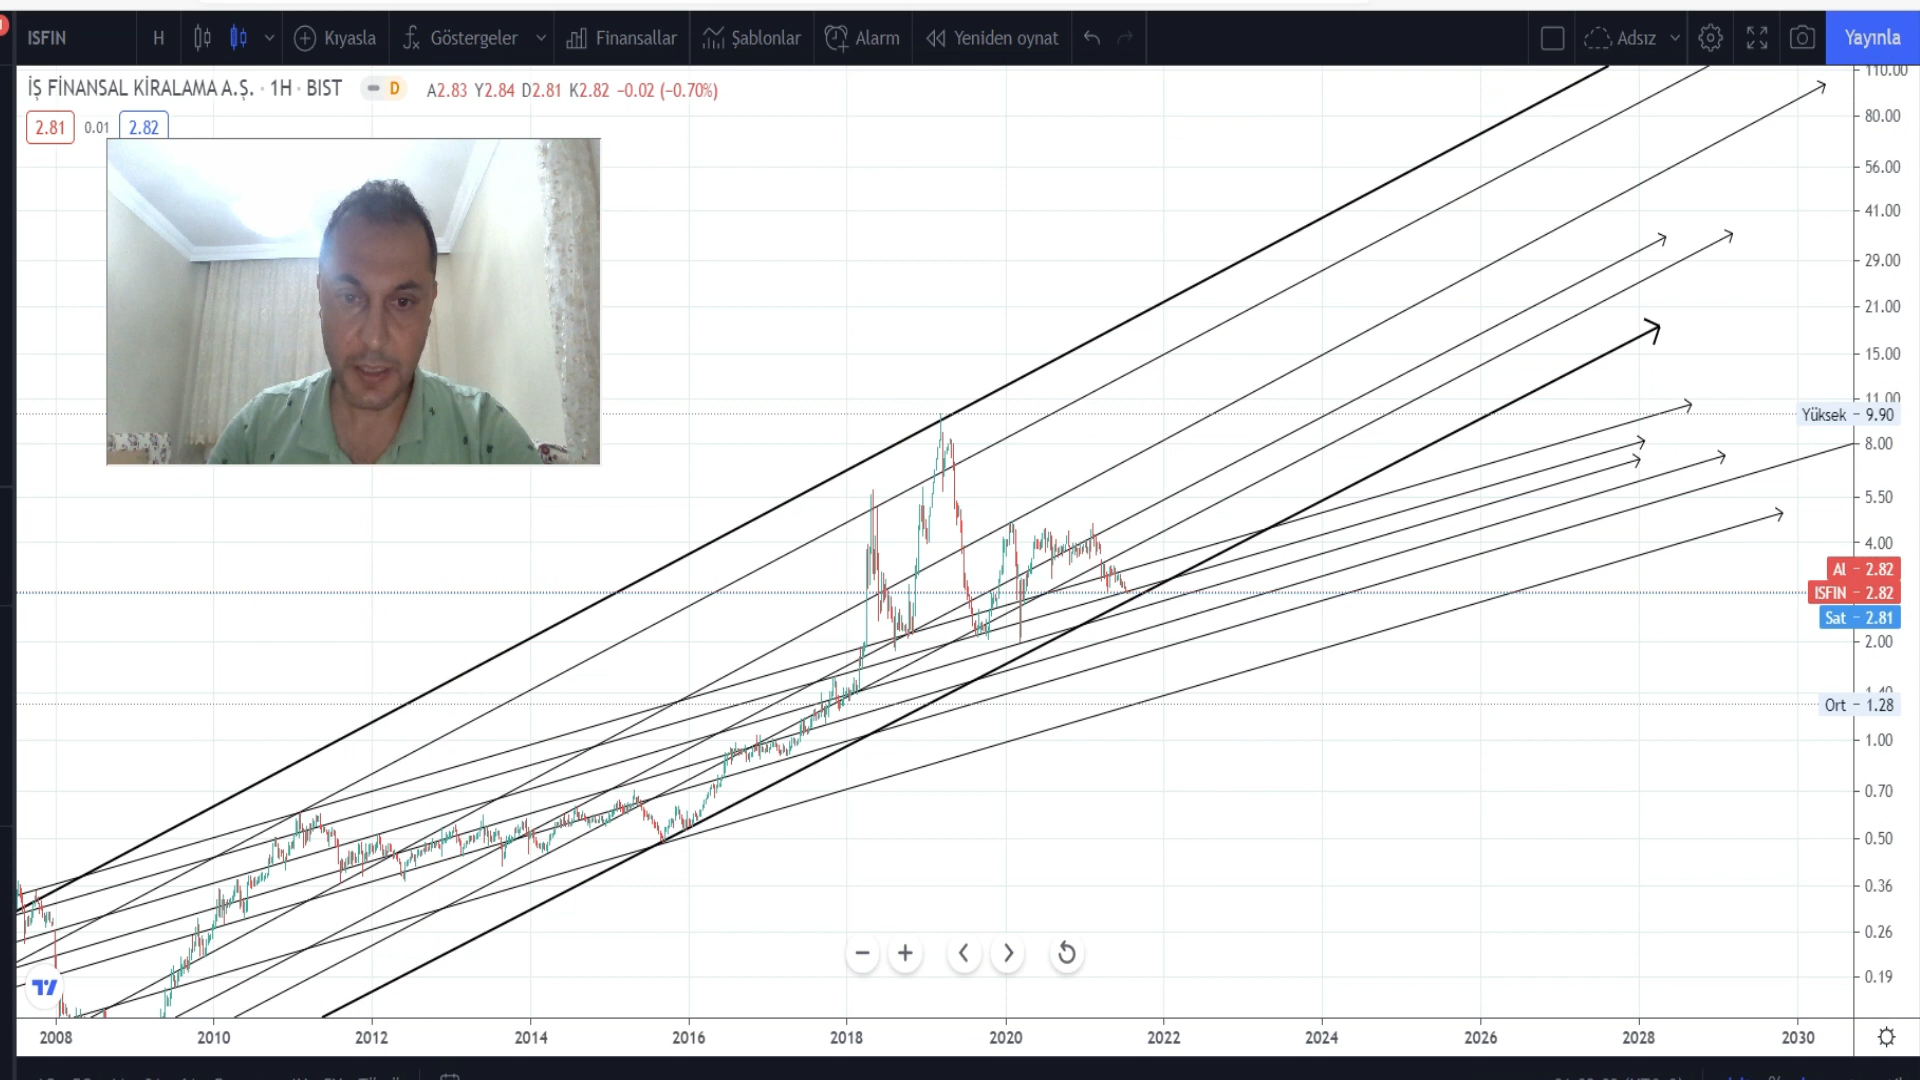 ISFIN H Kıyasla Göstergeler Finansallar Şablonlar Alarm Yeniden oynat Adsız Yayınla
İŞ FİNANSAL KİRALAMA A.Ş. · 1H · BIST D A2.83 Y2.84 D2.81 K2.82 −0.02 (−0.70%)
2.81 0.01 2.82
110.00
80.00
56.00
41.00
29.00
21.00
15.00
11.00
Yüksek 9.90
8.00
5.50
4.00
Al 2.82
ISFIN 2.82
Sat 2.81
2.00
1.40
Ort 1.28
1.00
0.70
0.50
0.36
0.26
0.19
2008 2010 2012 2014 2016 2018 2020 2022 2024 2026 2028 2030